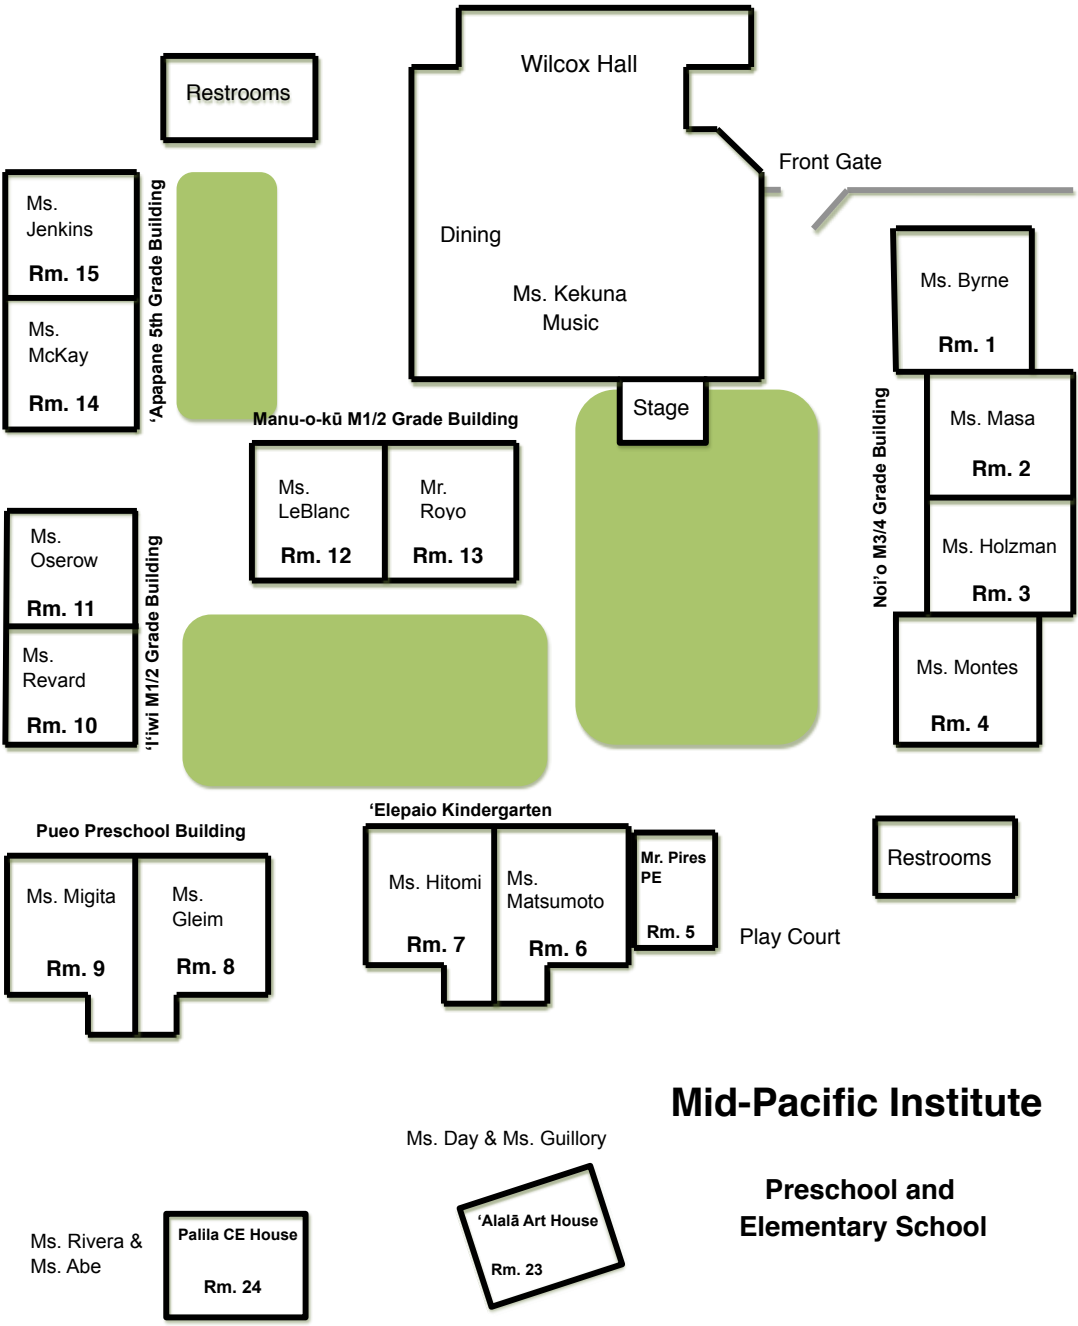 Wilcox Hall
Restrooms
Front Gate
Dining
Ms. Kekuna
Music
Stage
Ms.
Jenkins
Rm. 15
Ms.
McKay
Rm. 14
‘Apapane 5th Grade Building
Ms. Byrne
Rm. 1
Ms. Masa
Rm. 2
Ms. Holzman
Rm. 3
Ms. Montes
Rm. 4
Noi’o M3/4 Grade Building
Manu-o-kū M1/2 Grade Building
Ms.
LeBlanc
Rm. 12
Mr.
Royo
Rm. 13
Ms.
Oserow
Rm. 11
Ms.
Revard
Rm. 10
‘I‘iwi M1/2 Grade Building
Pueo Preschool Building
Ms. Migita
Rm. 9
Ms.
Gleim
Rm. 8
‘Elepaio Kindergarten
Ms. Hitomi
Rm. 7
Ms.
Matsumoto
Rm. 6
Mr. Pires
PE
Rm. 5
Play Court
Restrooms
Mid-Pacific Institute
Preschool and
Elementary School
Ms. Day & Ms. Guillory
‘Alalā Art House
Rm. 23
Ms. Rivera &
Ms. Abe
Palila CE House
Rm. 24